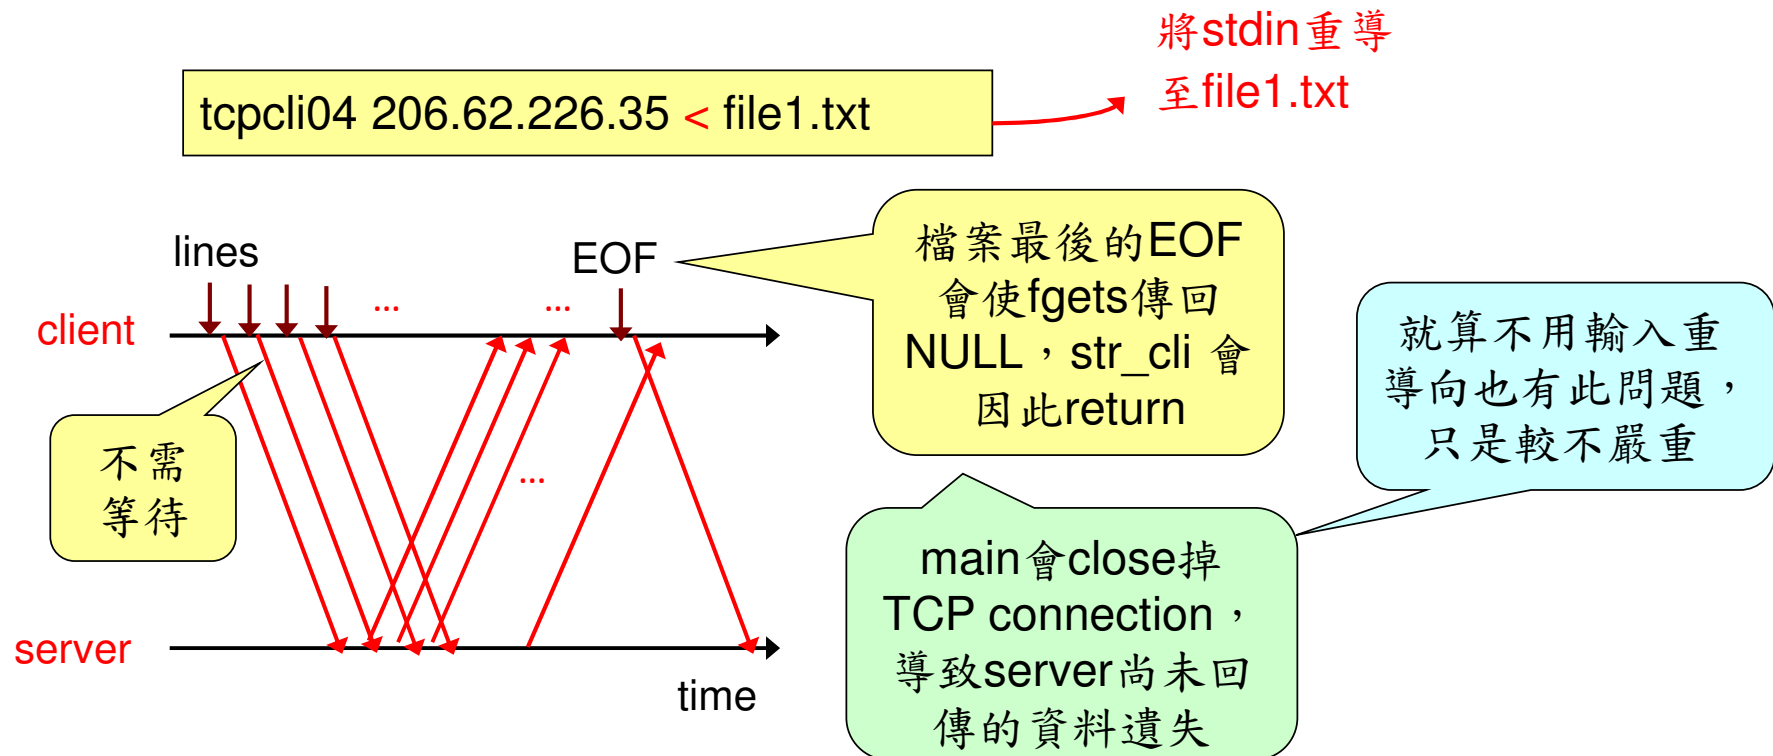 將stdin重導
至file1.txt
tcpcli04 206.62.226.35 < file1.txt
lines
EOF
...
...
client
檔案最後的EOF
會使fgets傳回
NULL，str_cli 會
因此return
就算不用輸入重
導向也有此問題，
只是較不嚴重
不需
等待
...
main會close掉
TCP connection，
導致server尚未回
傳的資料遺失
server
time